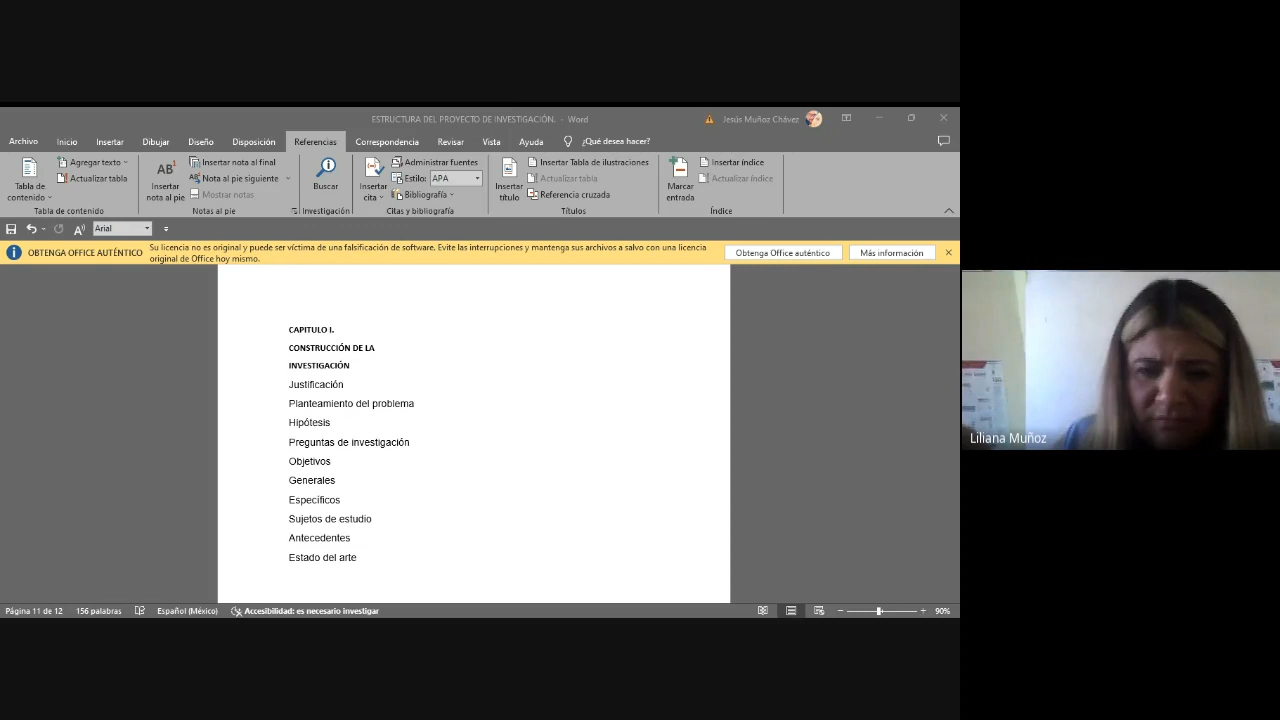 ESTRUCTURA DEL PROYECTO DE INVESTIGACIÓN. - Word
Jesús Muñoz Chávez
Archivo Inicio Insertar Dibujar Diseño Disposición Referencias Correspondencia Revisar Vista Ayuda ¿Qué desea hacer?
Tabla de contenido
Agregar texto
Actualizar tabla
Tabla de contenido
AB1
Insertar nota al pie
Insertar nota al final
Nota al pie siguiente
Mostrar notas
Notas al pie
Buscar
Investigación
Insertar cita
Administrar fuentes
Estilo: APA
Bibliografía
Citas y bibliografía
Insertar título
Insertar Tabla de ilustraciones
Actualizar tabla
Referencia cruzada
Títulos
Marcar entrada
Insertar índice
Actualizar índice
Índice
Arial
OBTENGA OFFICE AUTÉNTICO
Su licencia no es original y puede ser víctima de una falsificación de software. Evite las interrupciones y mantenga sus archivos a salvo con una licencia
original de Office hoy mismo.
Obtenga Office auténtico
Más información
CAPITULO I.
CONSTRUCCIÓN DE LA
INVESTIGACIÓN
Justificación
Planteamiento del problema
Hipótesis
Preguntas de investigación
Objetivos
Generales
Específicos
Sujetos de estudio
Antecedentes
Estado del arte
Página 11 de 12 156 palabras Español (México) Accesibilidad: es necesario investigar 90%
Liliana Muñoz